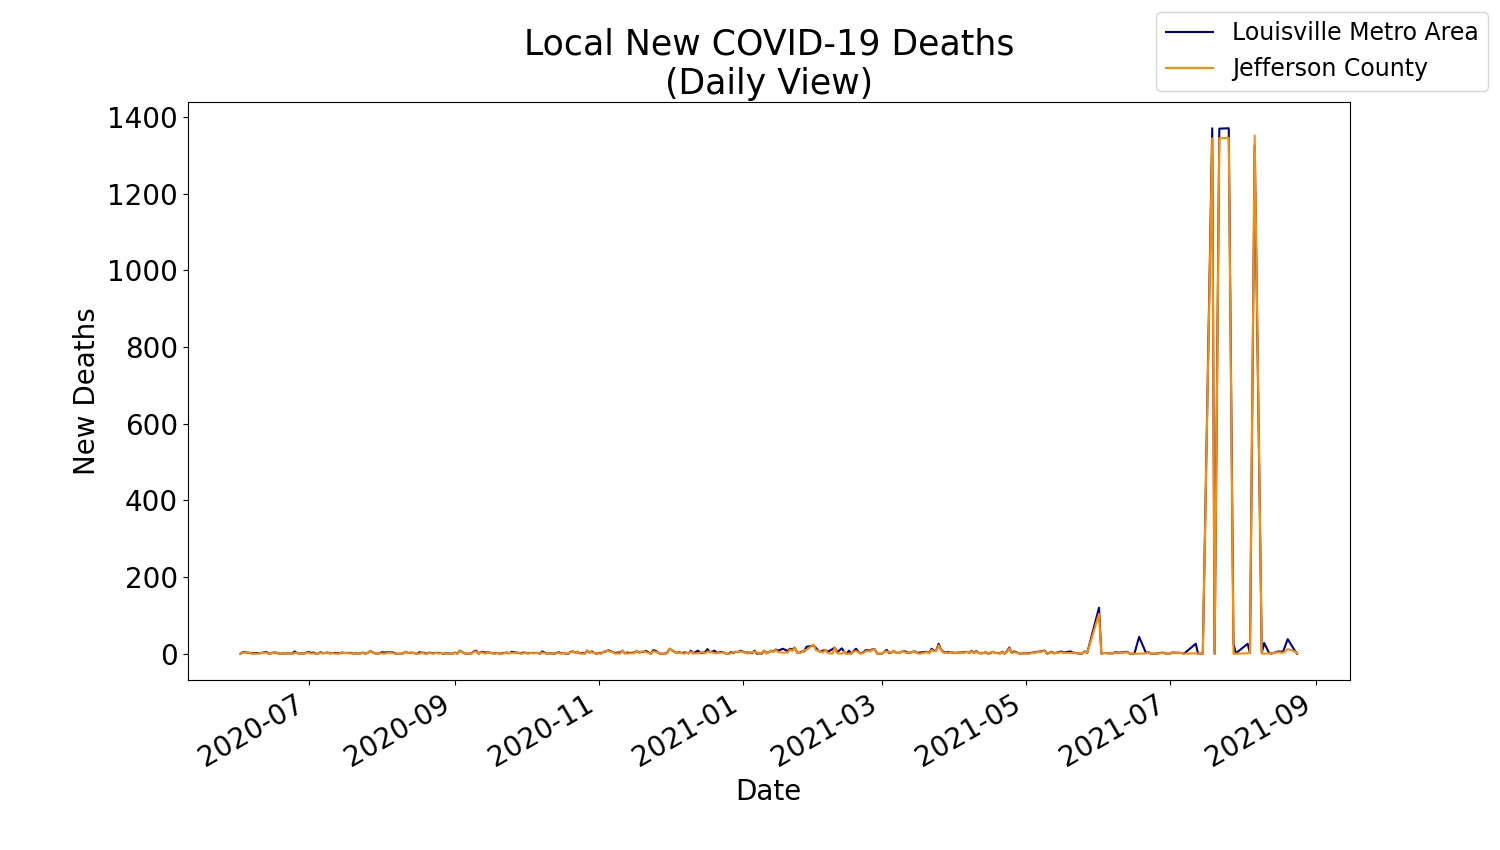 Local New COVID-19 Deaths
(Daily View)
Louisville Metro Area
Jefferson County
1400
1200
1000
800
600
400
200
0
New Deaths
2020-07
2020-09
2020-11
2021-01
2021-03
2021-05
2021-07
2021-09
Date